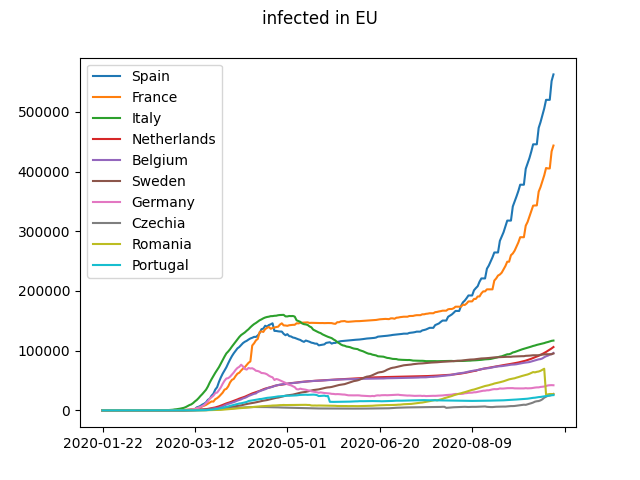 infected in EU
500000
400000
300000
200000
100000
0
Spain
France
Italy
Netherlands
Belgium
Sweden
Germany
Czechia
Romania
Portugal
2020-01-22 2020-03-12 2020-05-01 2020-06-20 2020-08-09